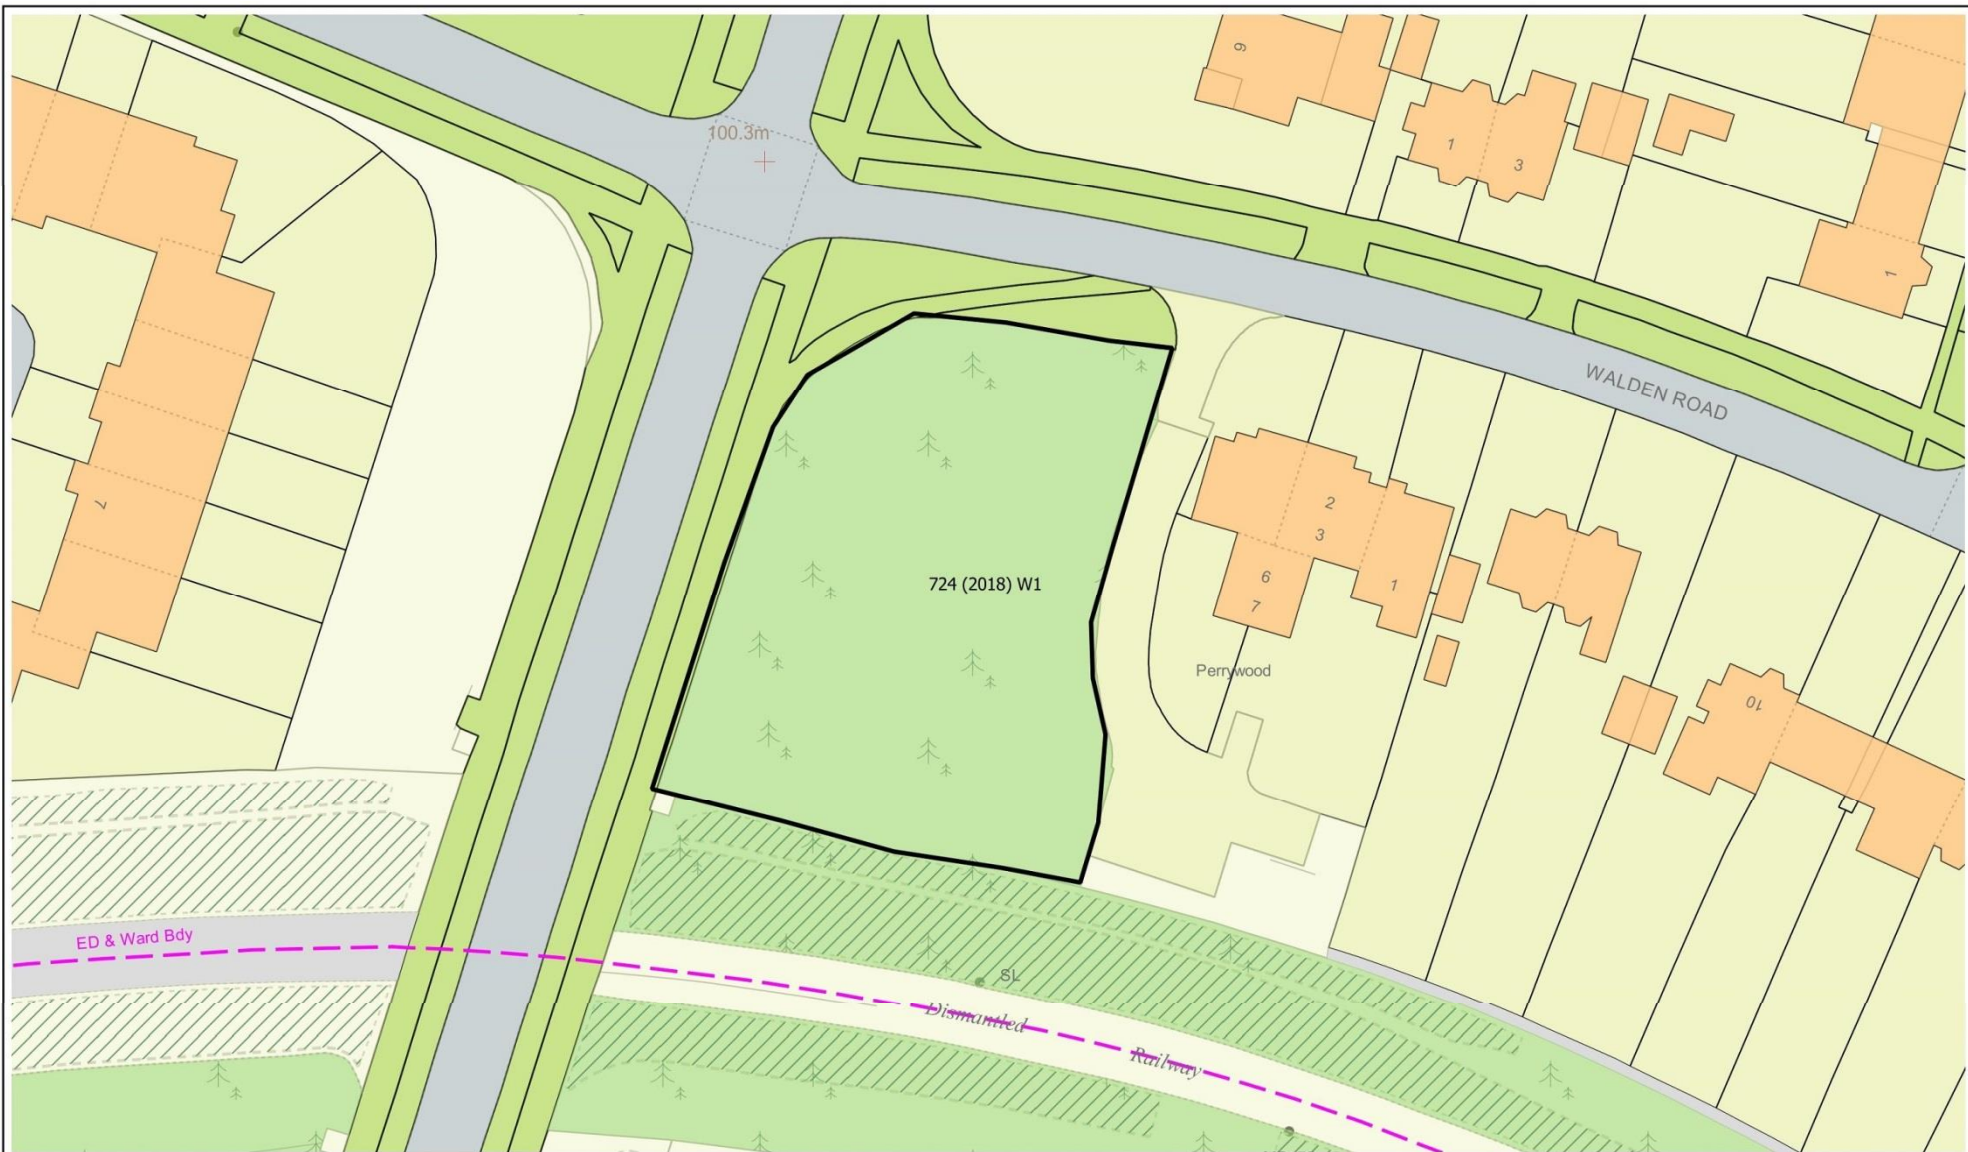 9
100.3m
1
3
1
WALDEN ROAD
2
7
3
724 (2018) W1
6
1
7
Perrywood
10
ED & Ward Bdy
SL
Dismantled
Railway